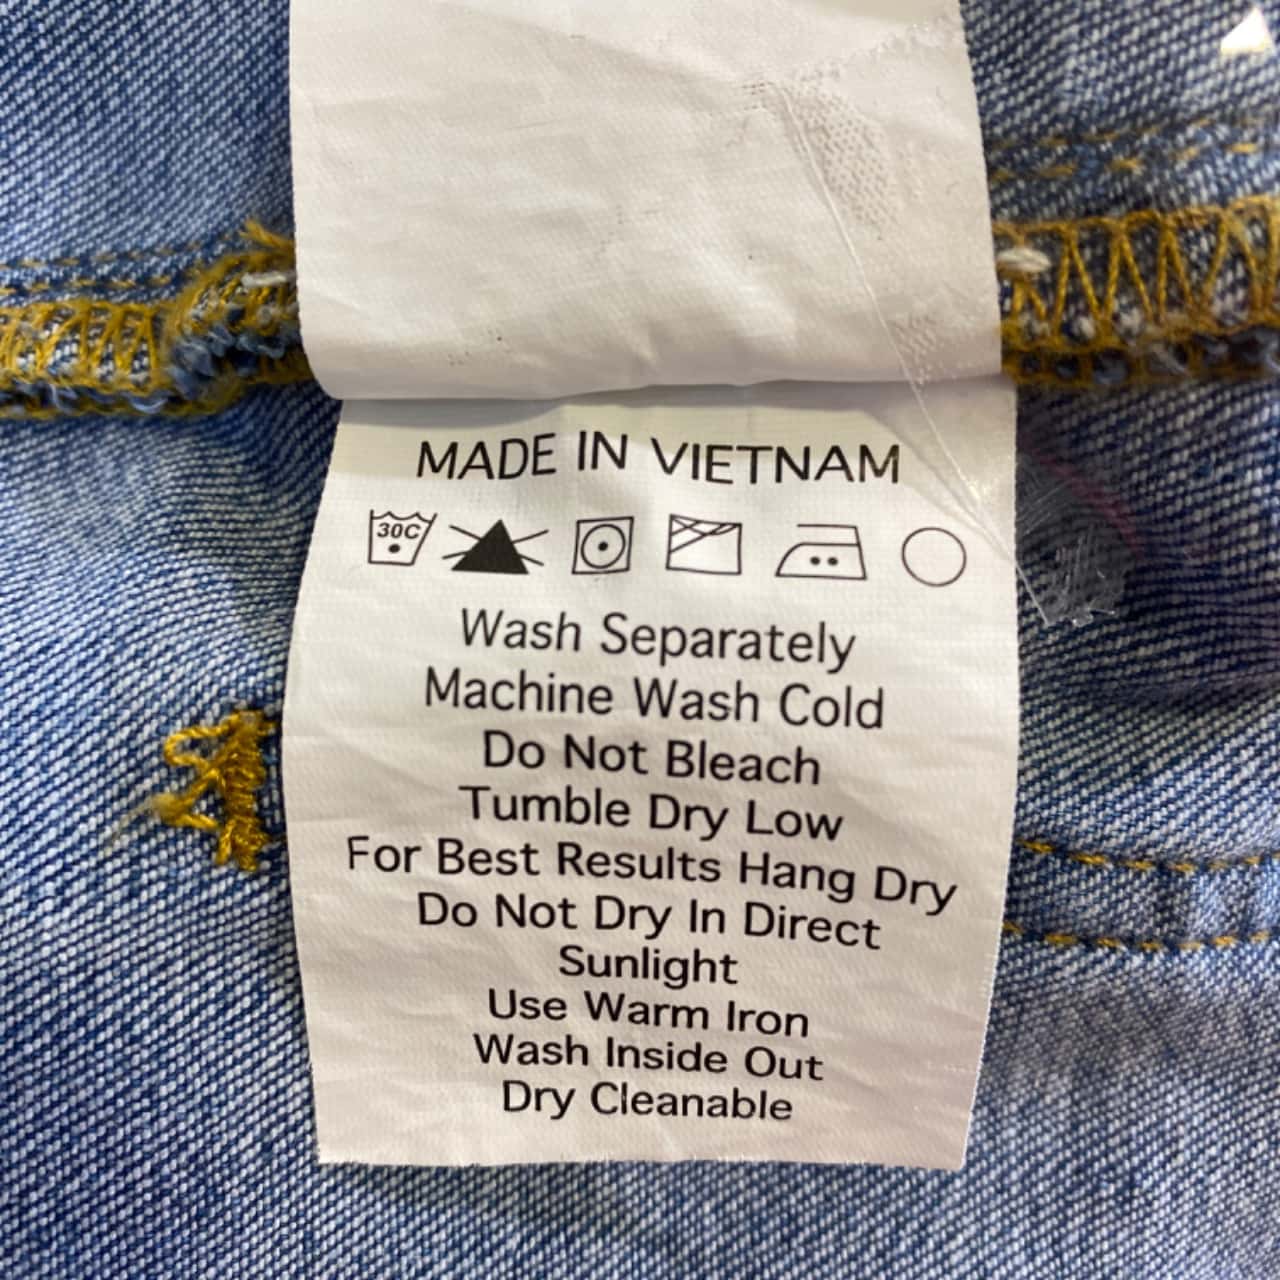 MADE IN VIETNAM
30C
Wash Separately
Machine Wash Cold
Do Not Bleach
Tumble Dry Low
For Best Results Hang Dry
Do Not Dry In Direct
Sunlight
Use Warm Iron
Wash Inside Out
Dry Cleanable